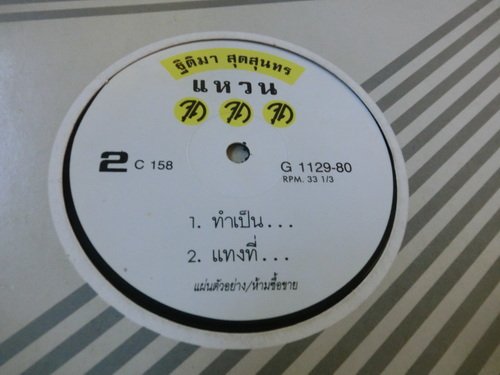 ฐิติมา สุตสุนทร
แหวน
2 C 158
G 1129-80
RPM. 33 1/3
1. ทำเป็น...
2. แทงที่...
แผ่นตัวอย่าง/ห้ามซื้อขาย